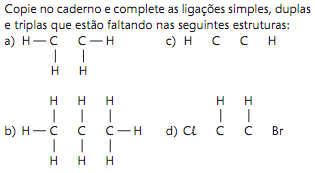 Copie no caderno e complete as ligações simples, duplas
e triplas que estão faltando nas seguintes estruturas:
a) H—C C—H c) H C C H
| |
H H
H H H H H
| | | | |
b) H—C C C—H d) Cl C C Br
| | |
H H H